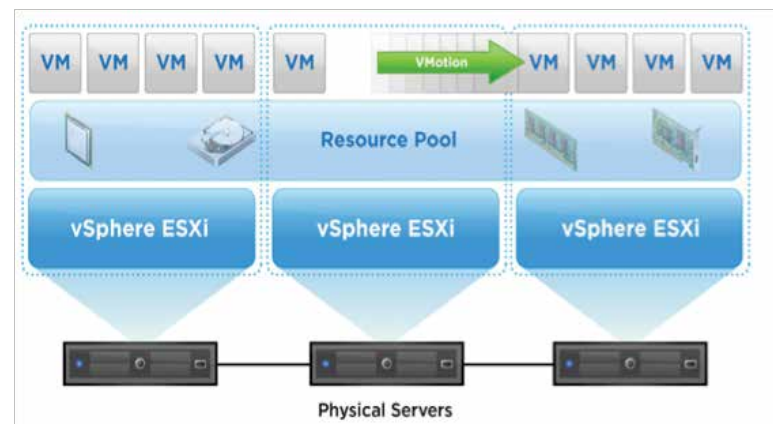 VM VM VM VM VM VMotion VM VM VM VM
Resource Pool
vSphere ESXi vSphere ESXi vSphere ESXi
Physical Servers